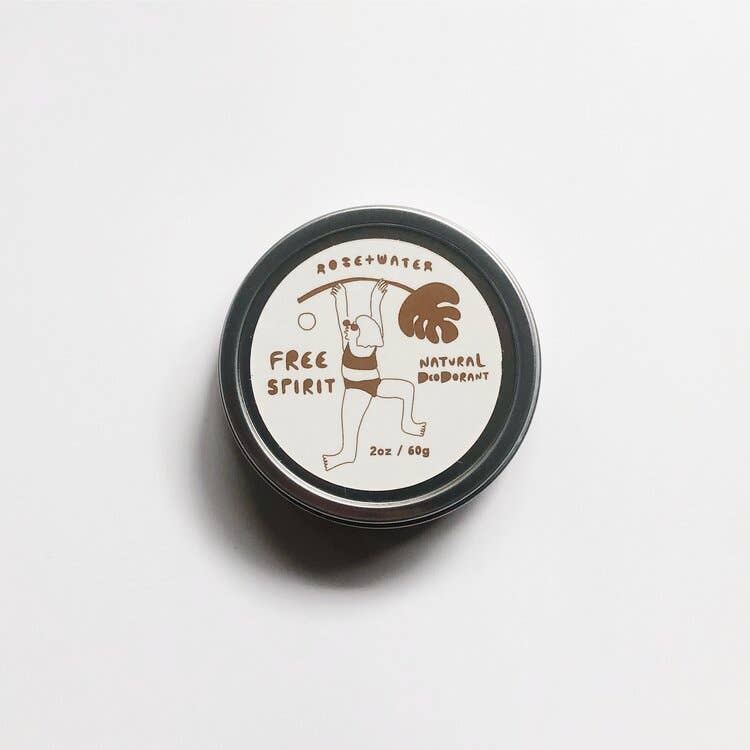 ROSE+WATER
FREE
SPIRIT
NATURAL
DEODORANT
2oz / 60g